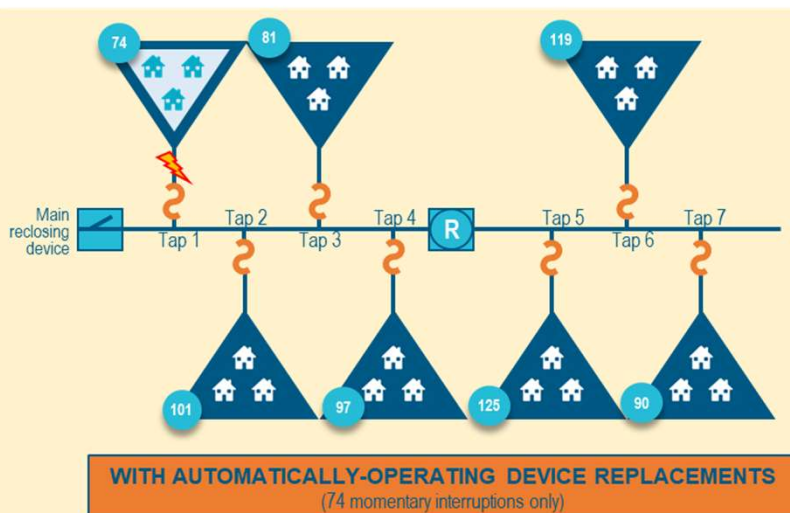 74
81
119
Main
reclosing
device
Tap 1
Tap 2
Tap 3
Tap 4
R
Tap 5
Tap 6
Tap 7
101
97
125
90
WITH AUTOMATICALLY-OPERATING DEVICE REPLACEMENTS
(74 momentary interruptions only)